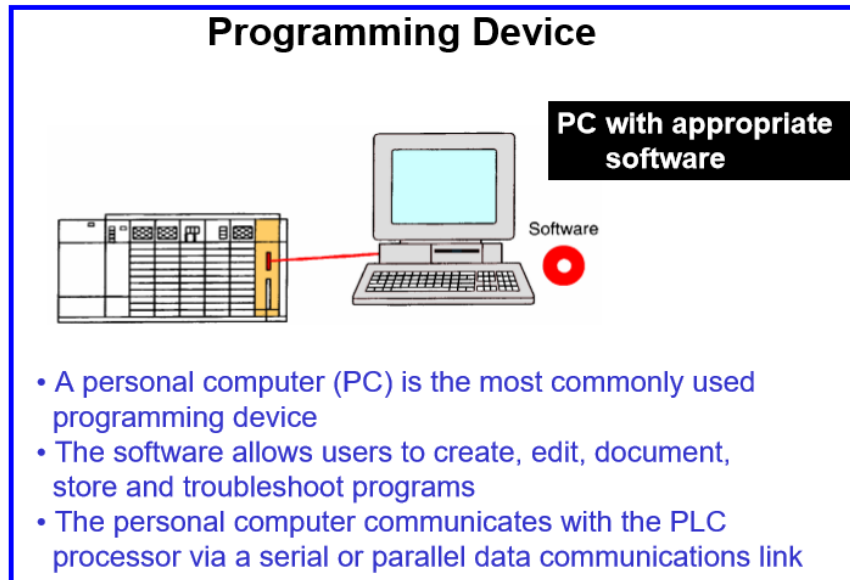 Programming Device
PC with appropriate
software
Software
• A personal computer (PC) is the most commonly used
programming device
• The software allows users to create, edit, document,
store and troubleshoot programs
• The personal computer communicates with the PLC
processor via a serial or parallel data communications link